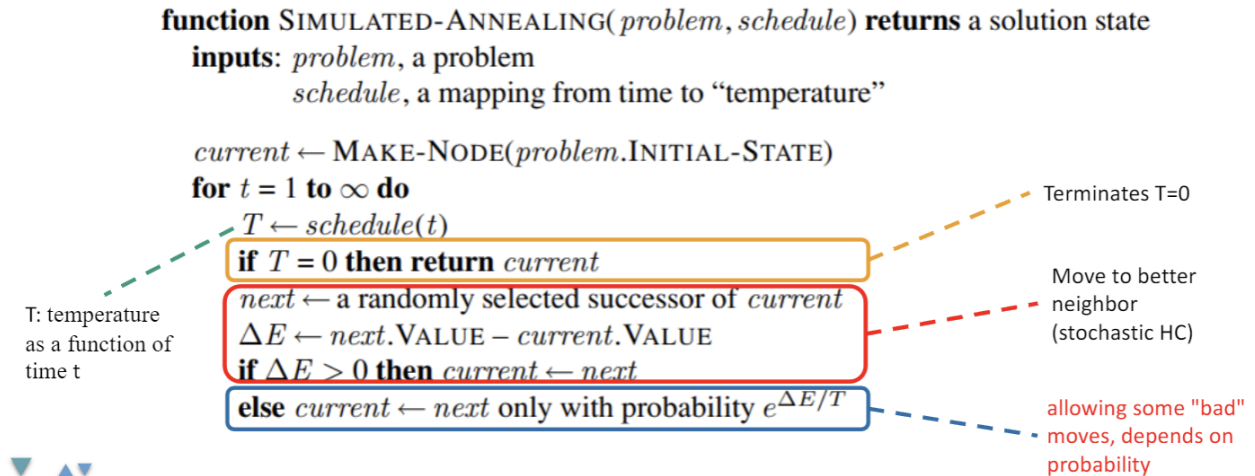 function SIMULATED-ANNEALING(problem, schedule) returns a solution state
inputs: problem, a problem
schedule, a mapping from time to “temperature”
current ← MAKE-NODE(problem.INITIAL-STATE)
for t = 1 to ∞ do
T ← schedule(t)
if T = 0 then return current
next ← a randomly selected successor of current
ΔE ← next.VALUE – current.VALUE
if ΔE > 0 then current ← next
else current ← next only with probability e^{ΔE/T}
T: temperature
as a function of
time t
Terminates T=0
Move to better
neighbor
(stochastic HC)
allowing some "bad"
moves, depends on
probability